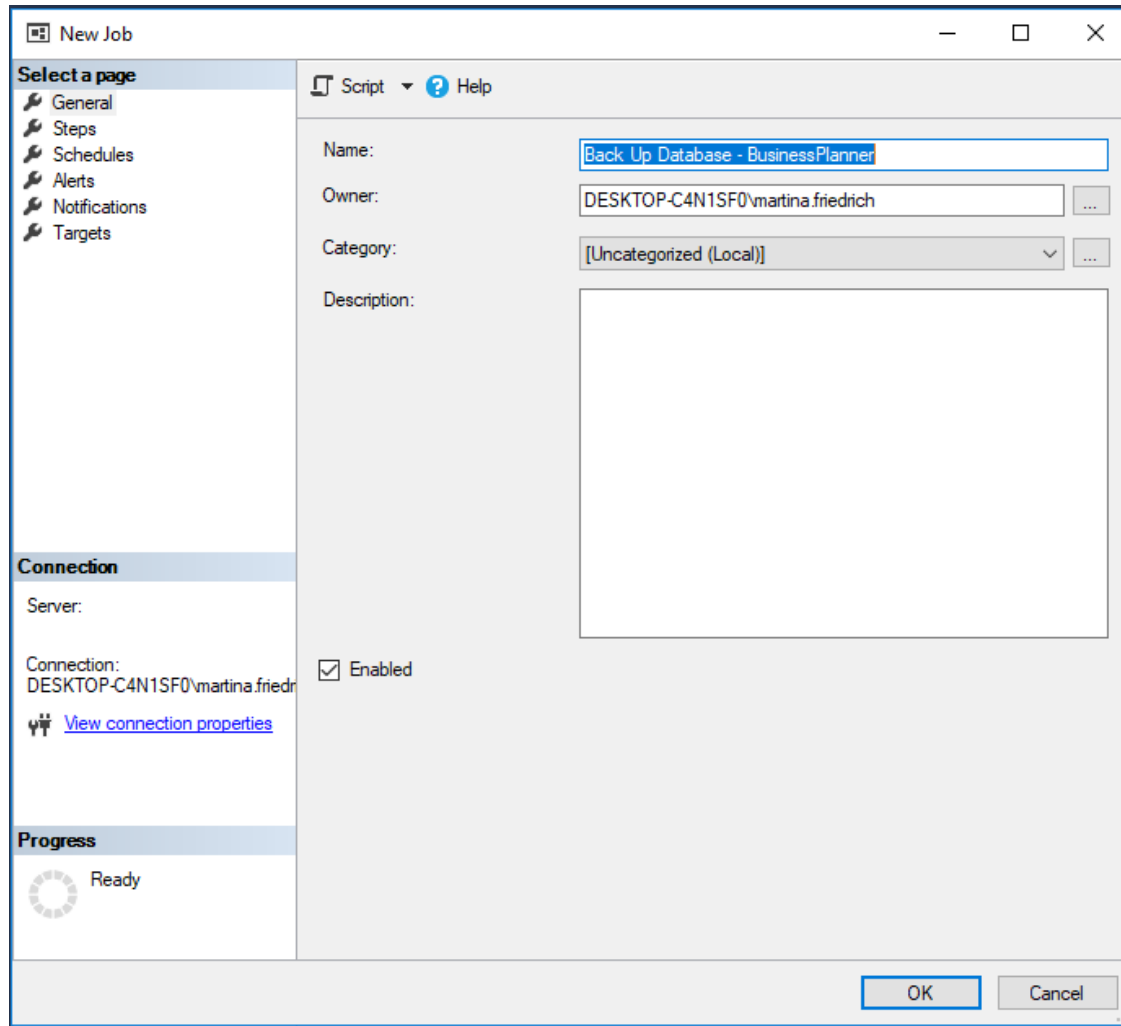 New Job
Select a page
General
Steps
Schedules
Alerts
Notifications
Targets
Script Help
Name: Back Up Database - BusinessPlanner
Owner: DESKTOP-C4N1SF0\martina.friedrich ...
Category: [Uncategorized (Local)] ...
Description:
Enabled
Connection
Server:
Connection:
DESKTOP-C4N1SF0\martina.friedr
View connection properties
Progress
Ready
OK Cancel